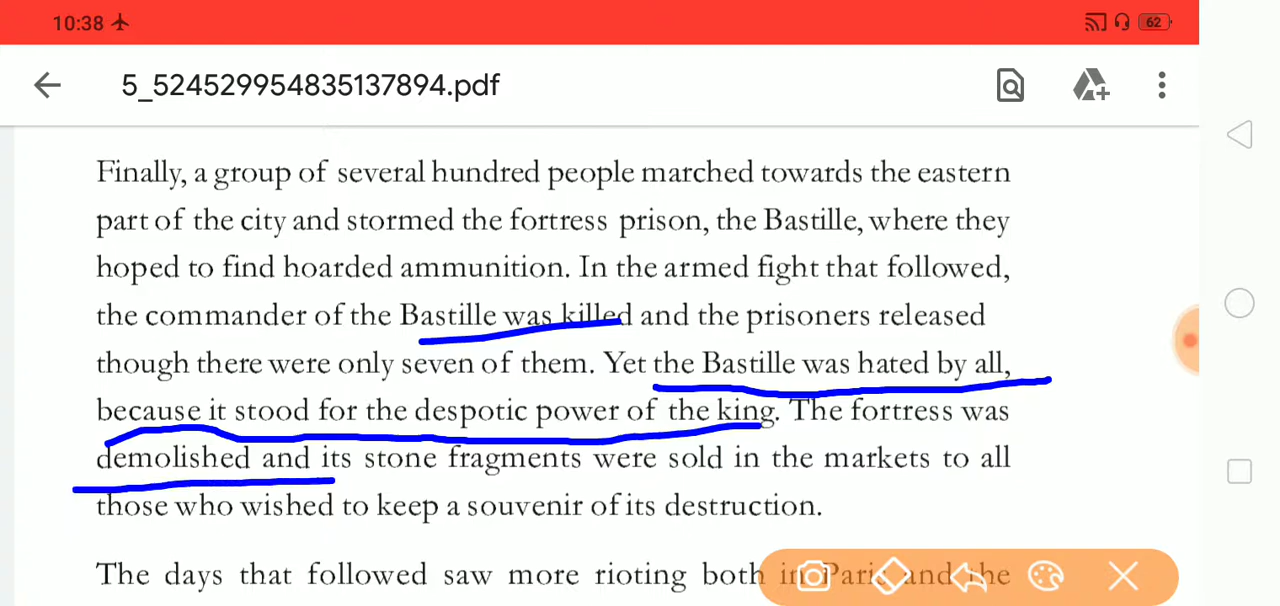 10:38
62
5_524529954835137894.pdf
Finally, a group of several hundred people marched towards the eastern
part of the city and stormed the fortress prison, the Bastille, where they
hoped to find hoarded ammunition. In the armed fight that followed,
the commander of the Bastille was killed and the prisoners released
though there were only seven of them. Yet the Bastille was hated by all,
because it stood for the despotic power of the king. The fortress was
demolished and its stone fragments were sold in the markets to all
those who wished to keep a souvenir of its destruction.
The days that followed saw more rioting both in Paris and the